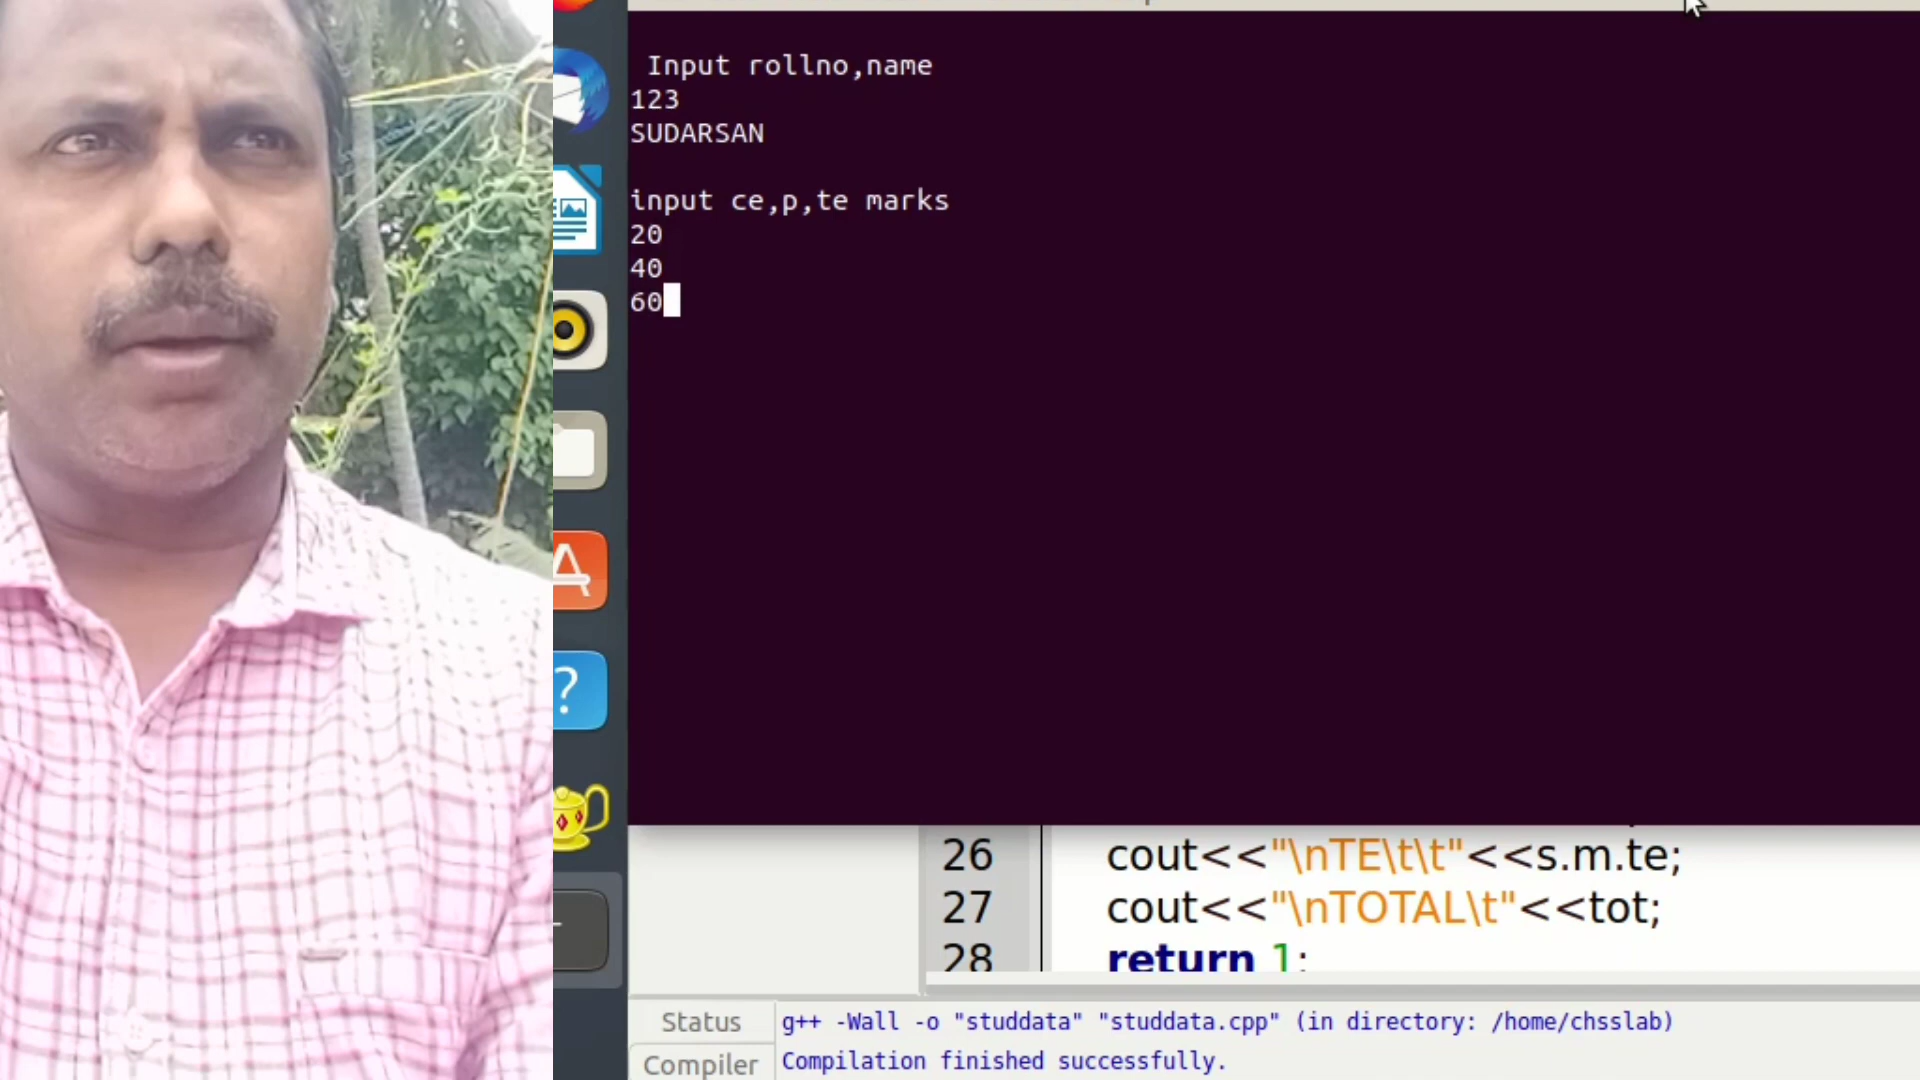 Input rollno,name
123
SUDARSAN
input ce,p,te marks
20
40
60
26 cout<<"\nTE\t\t"<<s.m.te;
27 cout<<"\nTOTAL\t"<<tot;
28 return 1;
Status g++ -Wall -o "studdata" "studdata.cpp" (in directory: /home/chsslab)
Compiler Compilation finished successfully.